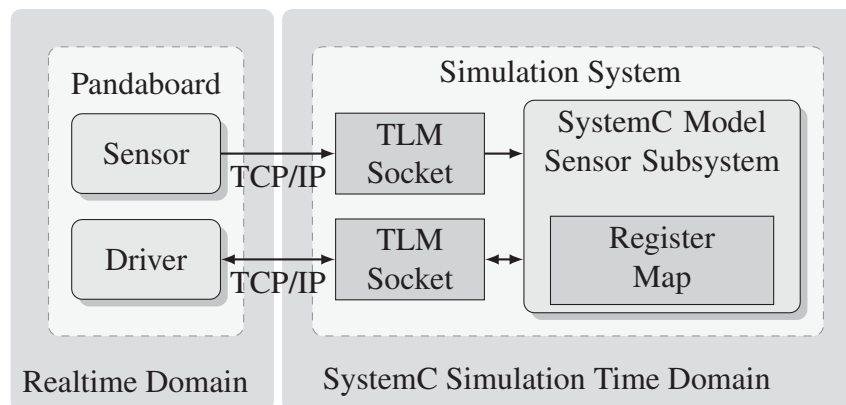 Pandaboard
Sensor
Driver
TCP/IP
TCP/IP
Realtime Domain
Simulation System
TLM
Socket
TLM
Socket
SystemC Model
Sensor Subsystem
Register
Map
SystemC Simulation Time Domain